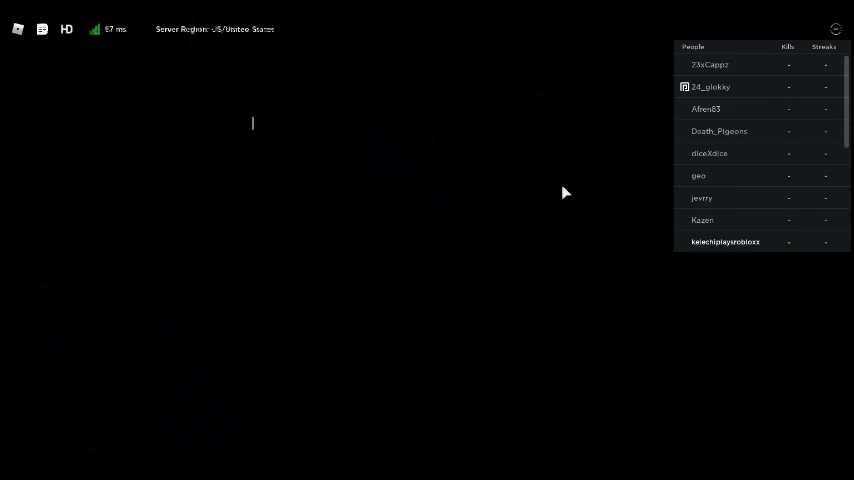 HD 67 ms. Server Region: US/United States
People Kills Streaks
23xCappz - -
24_glokky - -
Afren83 - -
Death_Pigeons - -
diceXdice - -
geo - -
jevrry - -
Kazen - -
kelechiplaysrobloxx - -